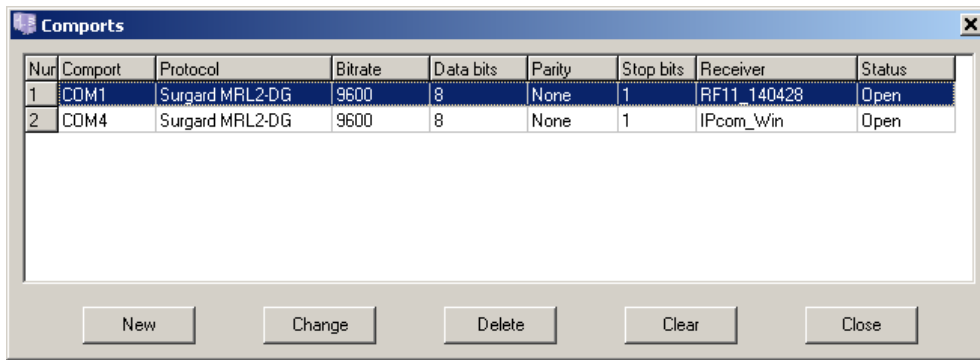 Comports
Nur Comport Protocol Bitrate Data bits Parity Stop bits Receiver Status
1 COM1 Surgard MRL2-DG 9600 8 None 1 RF11_140428 Open
2 COM4 Surgard MRL2-DG 9600 8 None 1 IPcom_Win Open
New Change Delete Clear Close